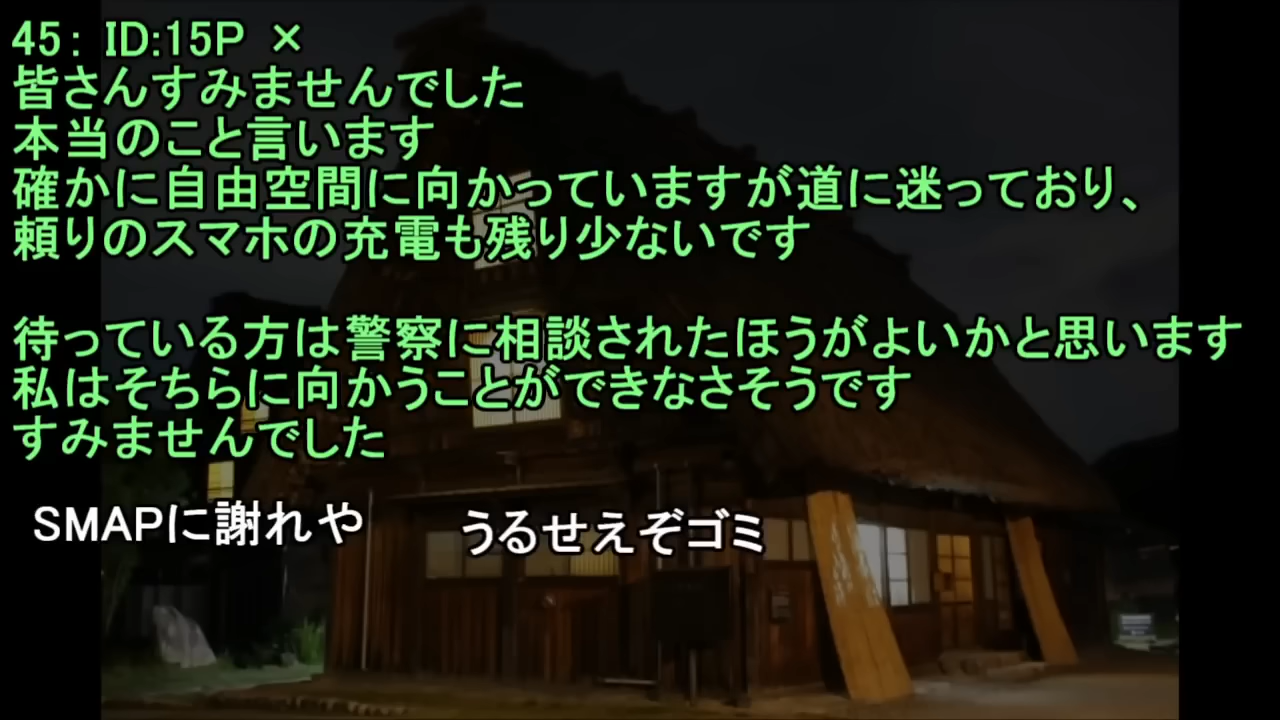 45: ID:15P ×
皆さんすみませんでした
本当のこと言います
確かに自由空間に向かっていますが道に迷っており、
頼りのスマホの充電も残り少ないです
待っている方は警察に相談されたほうがよいかと思います
私はそちらに向かうことができなさそうです
すみませんでした
SMAPに謝れや
うるせえぞゴミ